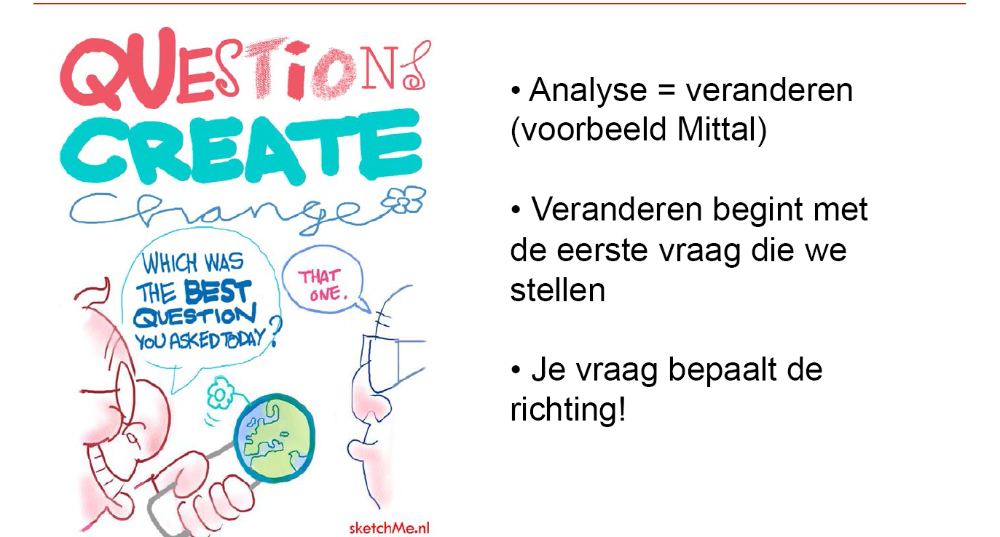 QUESTIONS
CREATE
Change
WHICH WAS
THE BEST
QUESTION
YOU ASKED TODAY?
THAT
ONE.
sketchMe.nl
• Analyse = veranderen
(voorbeeld Mittal)
• Veranderen begint met
de eerste vraag die we
stellen
• Je vraag bepaalt de
richting!